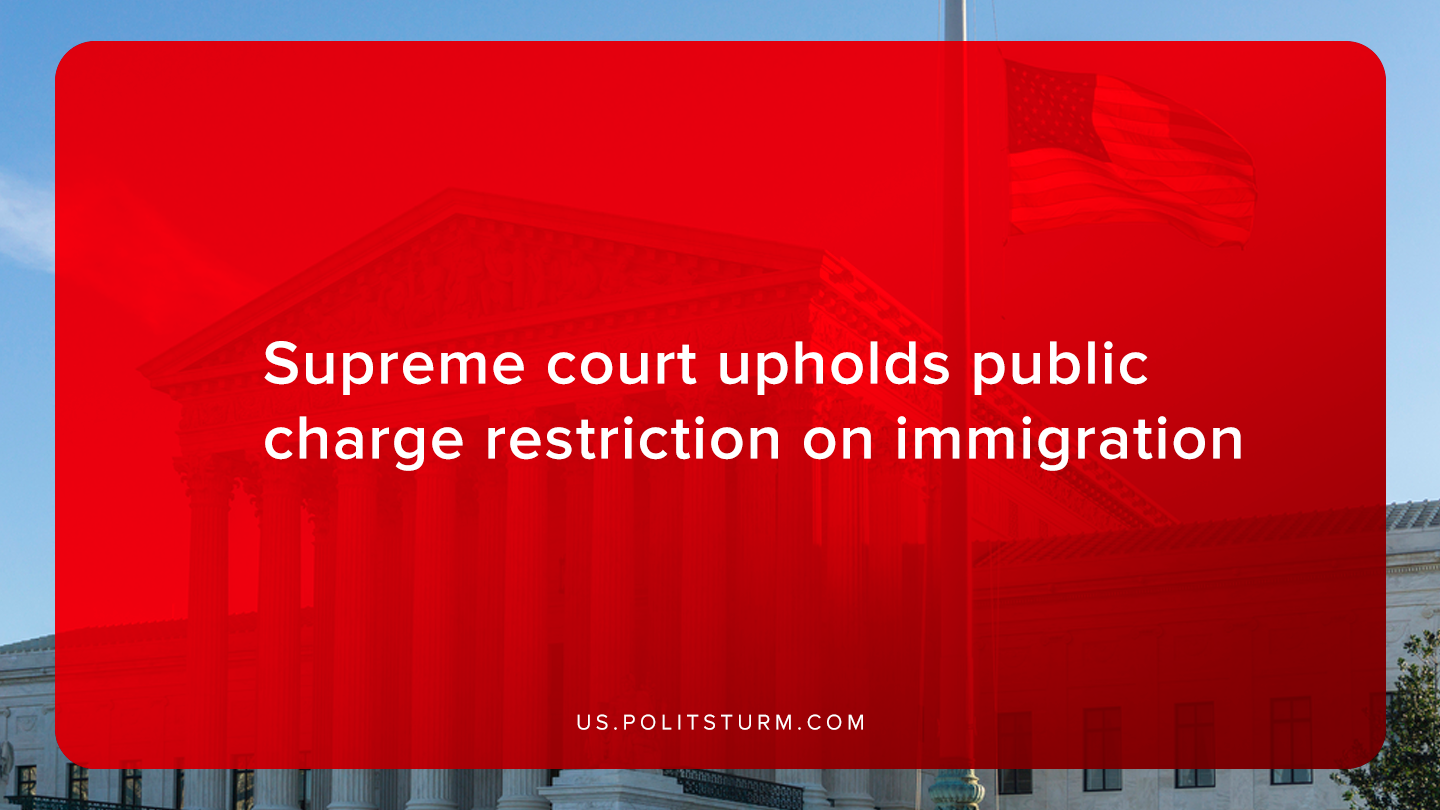 Supreme court upholds public
charge restriction on immigration
US.POLITSTURM.COM